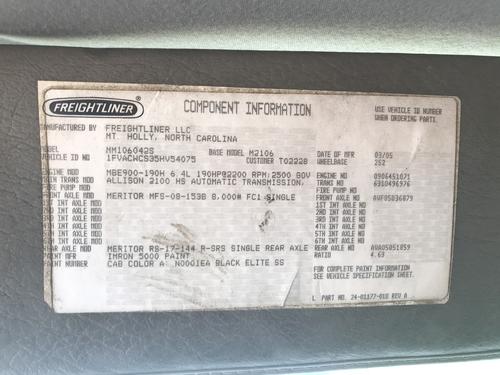 FREIGHTLINER
COMPONENT INFORMATION
USE SERIAL NUMBERS
WHEN ORDERING PARTS
MANUFACTURED BY
FREIGHTLINER LLC
MT. HOLLY, NORTH CAROLINA
MODEL NM106042S BASE MODEL M2106 DATE OF MFR 03/05
VEHICLE ID NO 1FVACWCS35HV54075 CUSTOMER T02228 WHEELBASE 252
ENGINE MOD MBE900-190H 6.4L 190HP@2200 RPM;2500 GOV ENGINE NO 0906451071
TRANS MOD ALLISON 2100 HS AUTOMATIC TRANSMISSION, TRANS NO 6310496976
FIRE PUMP MOD FIRE PUMP NO
FRONT AXLE MOD MERITOR MFS-08-153B 8,000# FC1 SINGLE FRONT AXLE NO AHF05036879
1ST INT AXLE MOD 1ST INT AXLE NO
2ND INT AXLE MOD 2ND INT AXLE NO
3RD INT AXLE MOD 3RD INT AXLE NO
4TH INT AXLE MOD 4TH INT AXLE NO
5TH INT AXLE MOD 5TH INT AXLE NO
6TH INT AXLE MOD 6TH INT AXLE NO
REAR AXLE MOD MERITOR RS-17-144 R-SRS SINGLE REAR AXLE REAR AXLE NO AVA05051059
PAINT MFR IMRON 5000 PAINT RATIO 4.63
PAINT NUMBER CAB COLOR A: N0001EA BLACK ELITE SS FOR COMPLETE PAINT INFORMATION
SEE VEHICLE SPECIFICATION SHEET.
PART NO. 24-01177-010 REV A